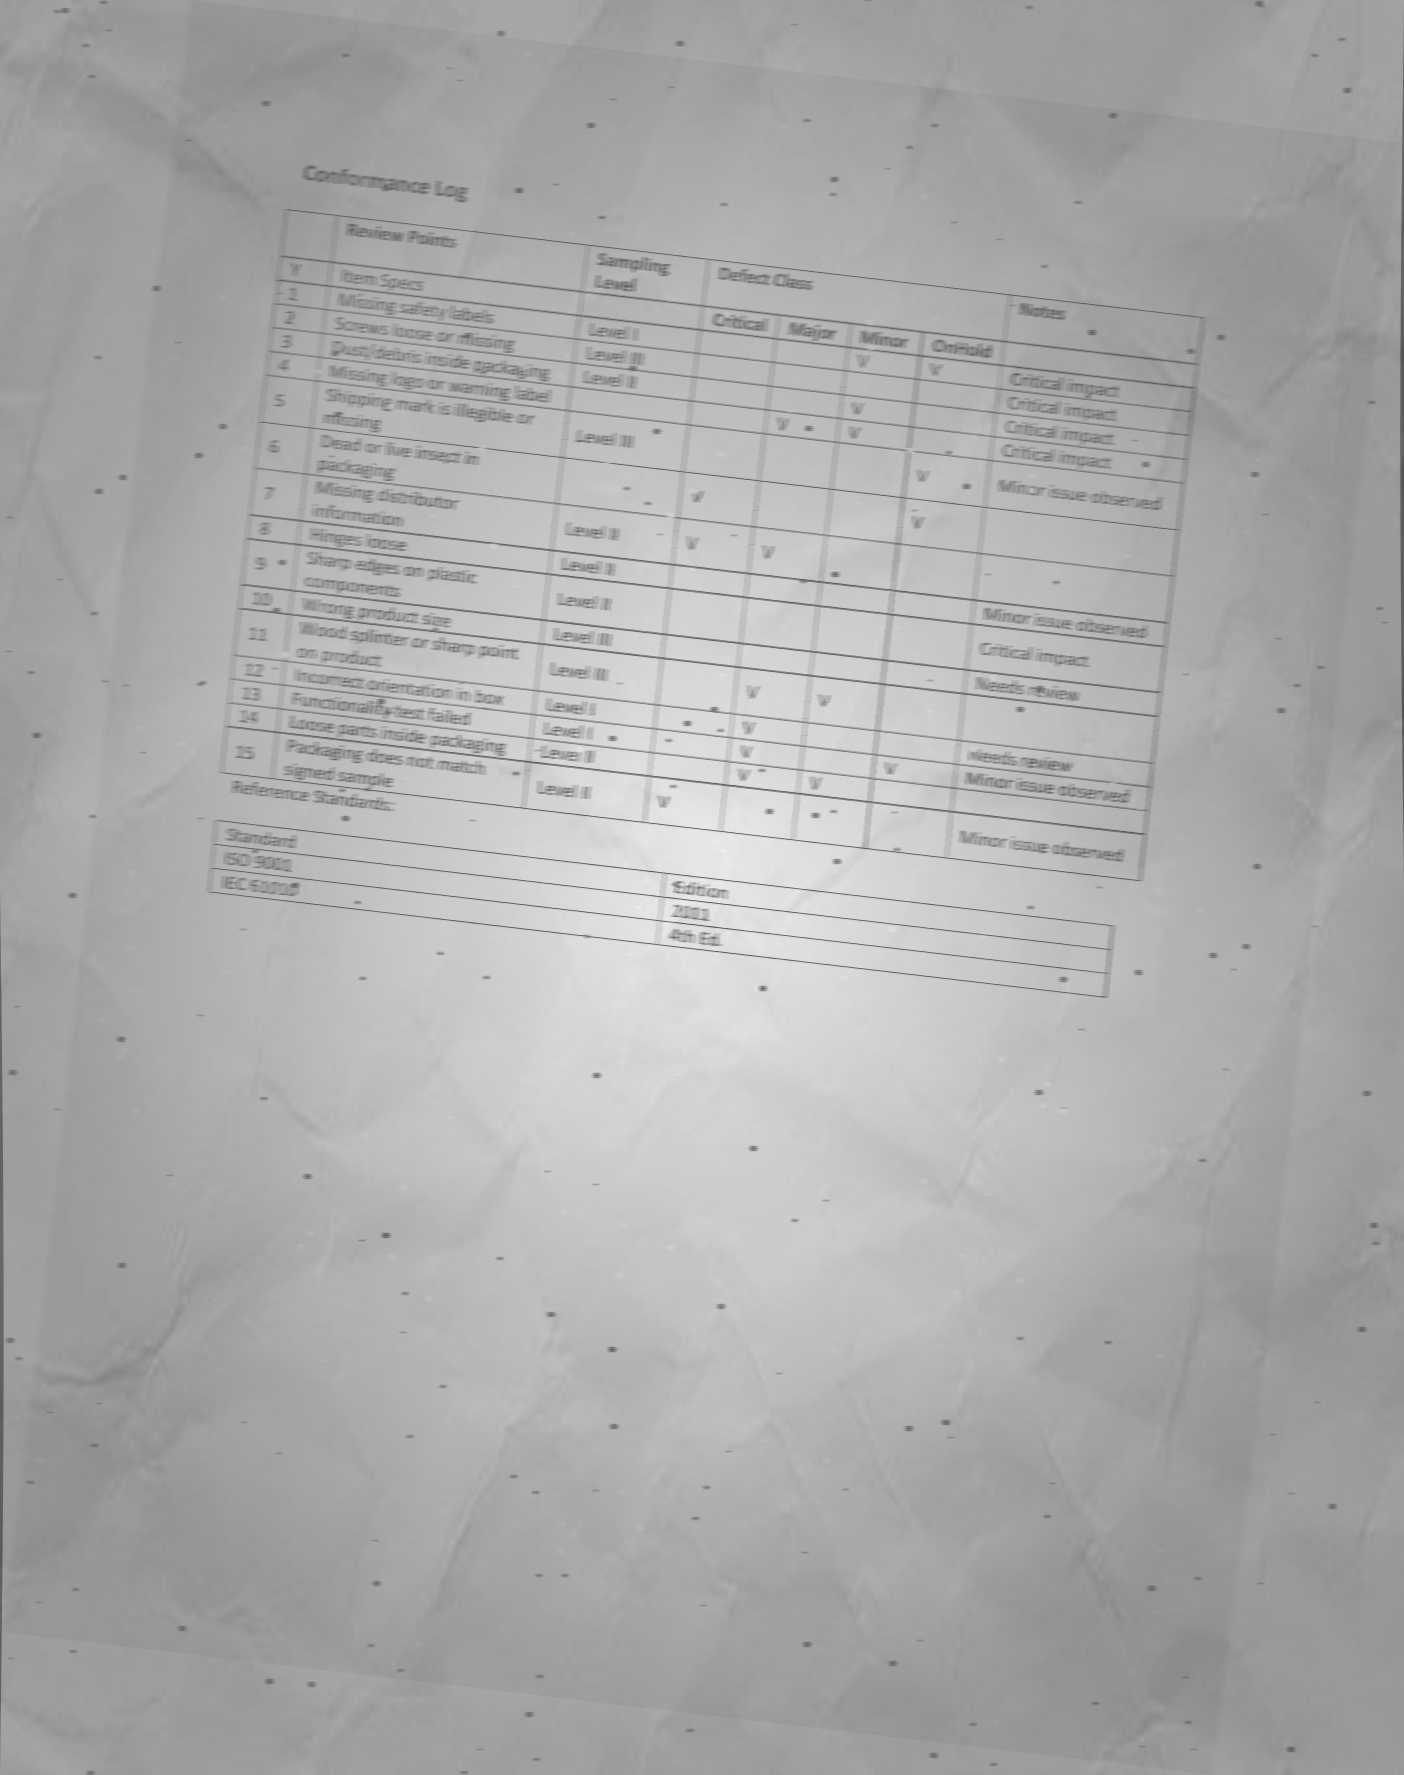 Conformance Log
Review Points Sampling Level Defect Class Notes
Y Item Specs Critical Major Minor OnHold
1 Missing safety labels Level I V V Critical impact
2 Screws loose or missing Level III Critical impact
3 Dust/debris inside packaging Level II V Critical impact
4 Missing logo or warning label V V Critical impact
5 Shipping mark is illegible or
missing Level III V Minor issue observed
6 Dead or live insect in
packaging V V
7 Missing distributor
information Level II V V
8 Hinges loose Level II Minor issue observed
9 Sharp edges on plastic
components Level II Critical impact
10 Wrong product size Level III Needs review
11 Wood splinter or sharp point
on product Level III V V
12 Incorrect orientation in box Level I V Needs review
13 Functionality test failed Level I V V Minor issue observed
14 Loose parts inside packaging Level II V V
15 Packaging does not match
signed sample Level II V Minor issue observed
Reference Standards:
Standard Edition
ISO 9001 2011
IEC 61010 4th Ed.